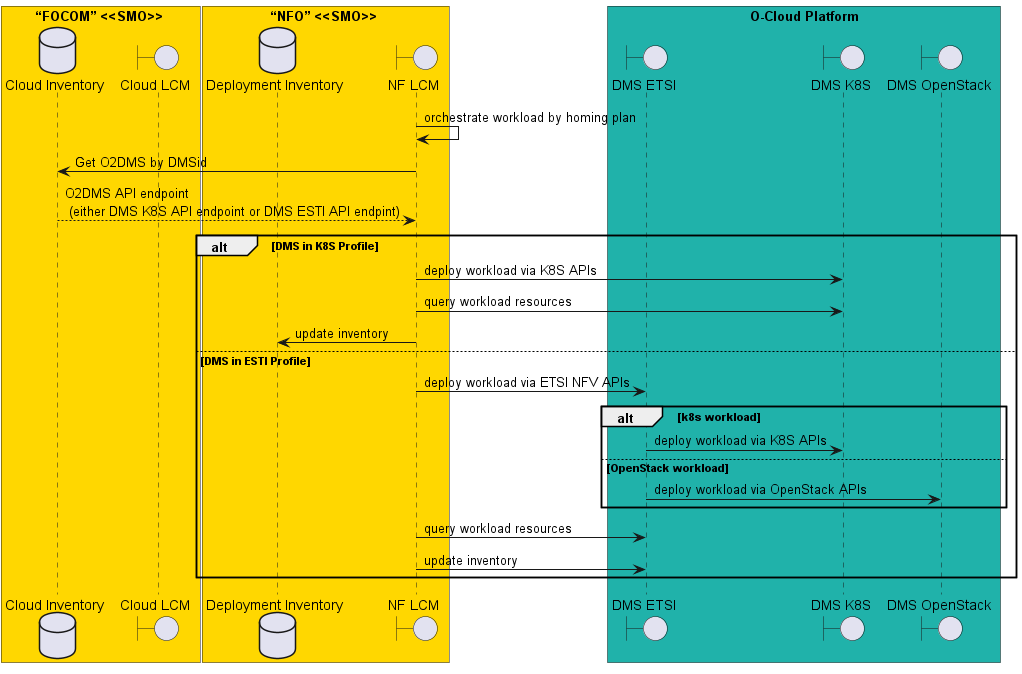 “FOCOM” <<SMO>>
“NFO” <<SMO>>
O-Cloud Platform
Cloud Inventory
Cloud LCM
Deployment Inventory
NF LCM
DMS ETSI
DMS K8S
DMS OpenStack
orchestrate workload by homing plan
Get O2DMS by DMSid
O2DMS API endpoint
(either DMS K8S API endpoint or DMS ESTI API endpint)
alt
[DMS in K8S Profile]
deploy workload via K8S APIs
query workload resources
update inventory
[DMS in ESTI Profile]
deploy workload via ETSI NFV APIs
alt
[k8s workload]
deploy workload via K8S APIs
[OpenStack workload]
deploy workload via OpenStack APIs
query workload resources
update inventory
Cloud Inventory
Cloud LCM
Deployment Inventory
NF LCM
DMS ETSI
DMS K8S
DMS OpenStack